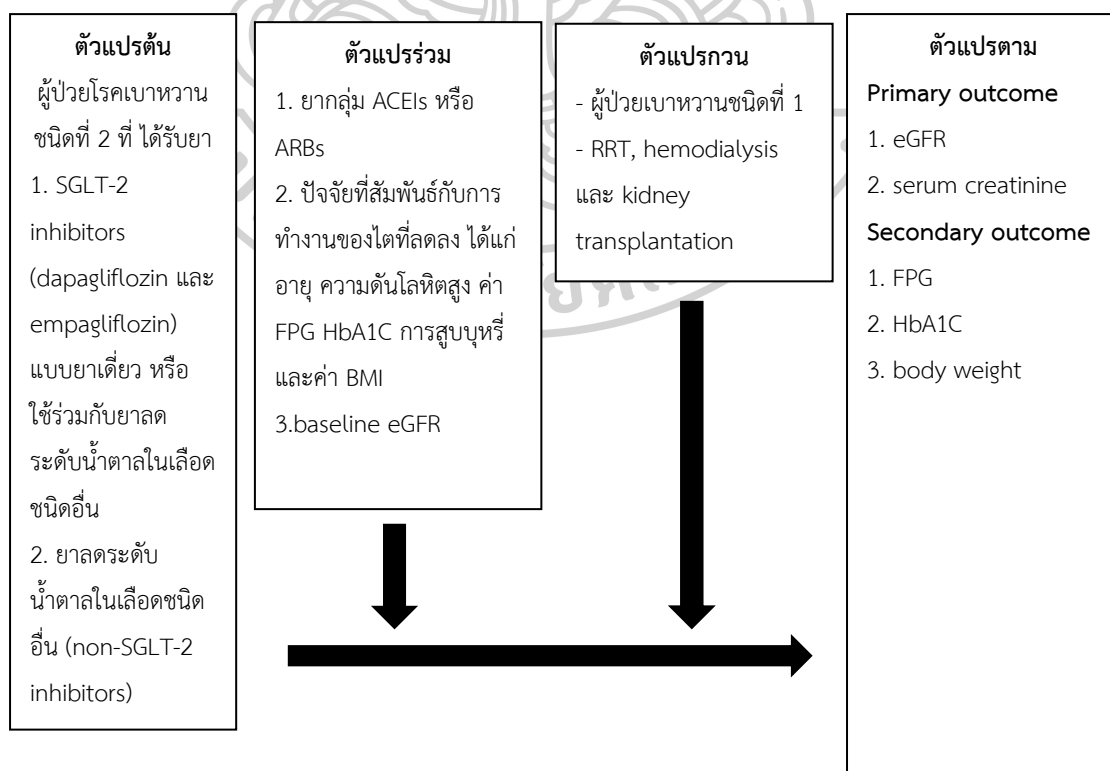 ตัวแปรต้น
ผู้ป่วยโรคเบาหวาน
ชนิดที่ 2 ที่ ได้รับยา
1. SGLT-2
inhibitors
(dapagliflozin และ
empagliflozin)
แบบยาเดี่ยว หรือ
ใช้ร่วมกับยาลด
ระดับน้ำตาลในเลือด
ชนิดอื่น
2. ยาลดระดับ
น้ำตาลในเลือดชนิด
อื่น (non-SGLT-2
inhibitors)
ตัวแปรร่วม
1. ยากลุ่ม ACEIs หรือ
ARBs
2. ปัจจัยที่สัมพันธ์กับการ
ทำงานของไตที่ลดลง ได้แก่
อายุ ความดันโลหิตสูง ค่า
FPG HbA1C การสูบบุหรี่
และค่า BMI
3.baseline eGFR
ตัวแปรกวน
- ผู้ป่วยเบาหวานชนิดที่ 1
- RRT, hemodialysis
และ kidney
transplantation
ตัวแปรตาม
Primary outcome
1. eGFR
2. serum creatinine
Secondary outcome
1. FPG
2. HbA1C
3. body weight